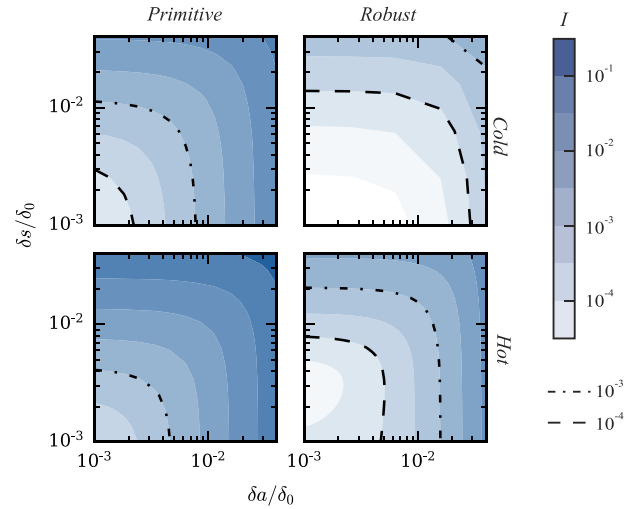 Primitive
Robust
I
10⁻²
10⁻³
Cold
10⁻²
10⁻³
Hot
10⁻³
10⁻²
10⁻³
10⁻²
δs/δ₀
δa/δ₀
10⁻¹
10⁻²
10⁻³
10⁻⁴
10⁻³
10⁻⁴